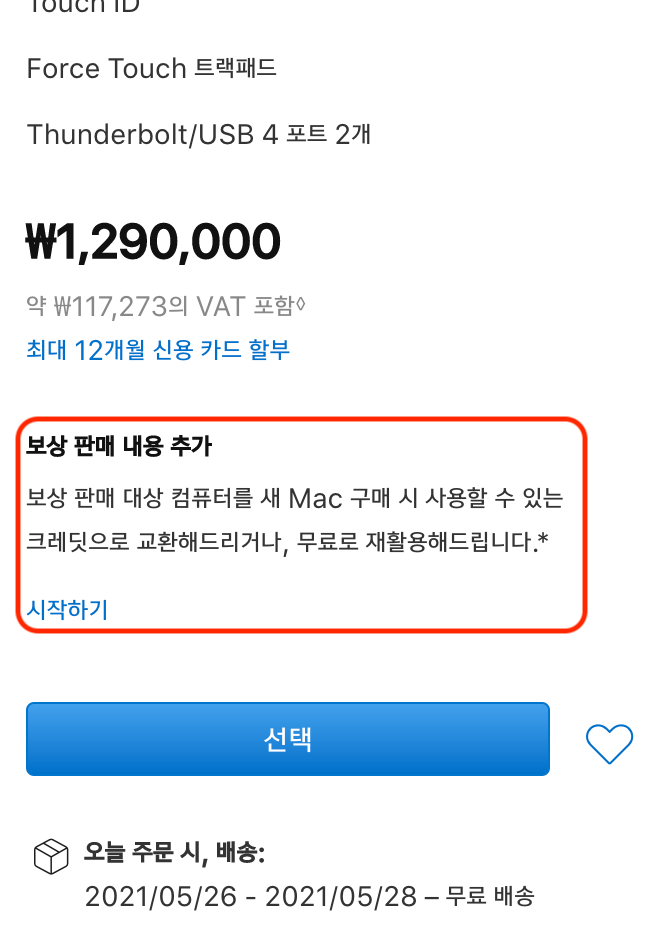 Touch ID
Force Touch 트랙패드
Thunderbolt/USB 4 포트 2개
₩1,290,000
약 ₩117,273의 VAT 포함◊
최대 12개월 신용 카드 할부
보상 판매 내용 추가
보상 판매 대상 컴퓨터를 새 Mac 구매 시 사용할 수 있는
크레딧으로 교환해드리거나, 무료로 재활용해드립니다.*
시작하기
선택
오늘 주문 시, 배송:
2021/05/26 - 2021/05/28 – 무료 배송